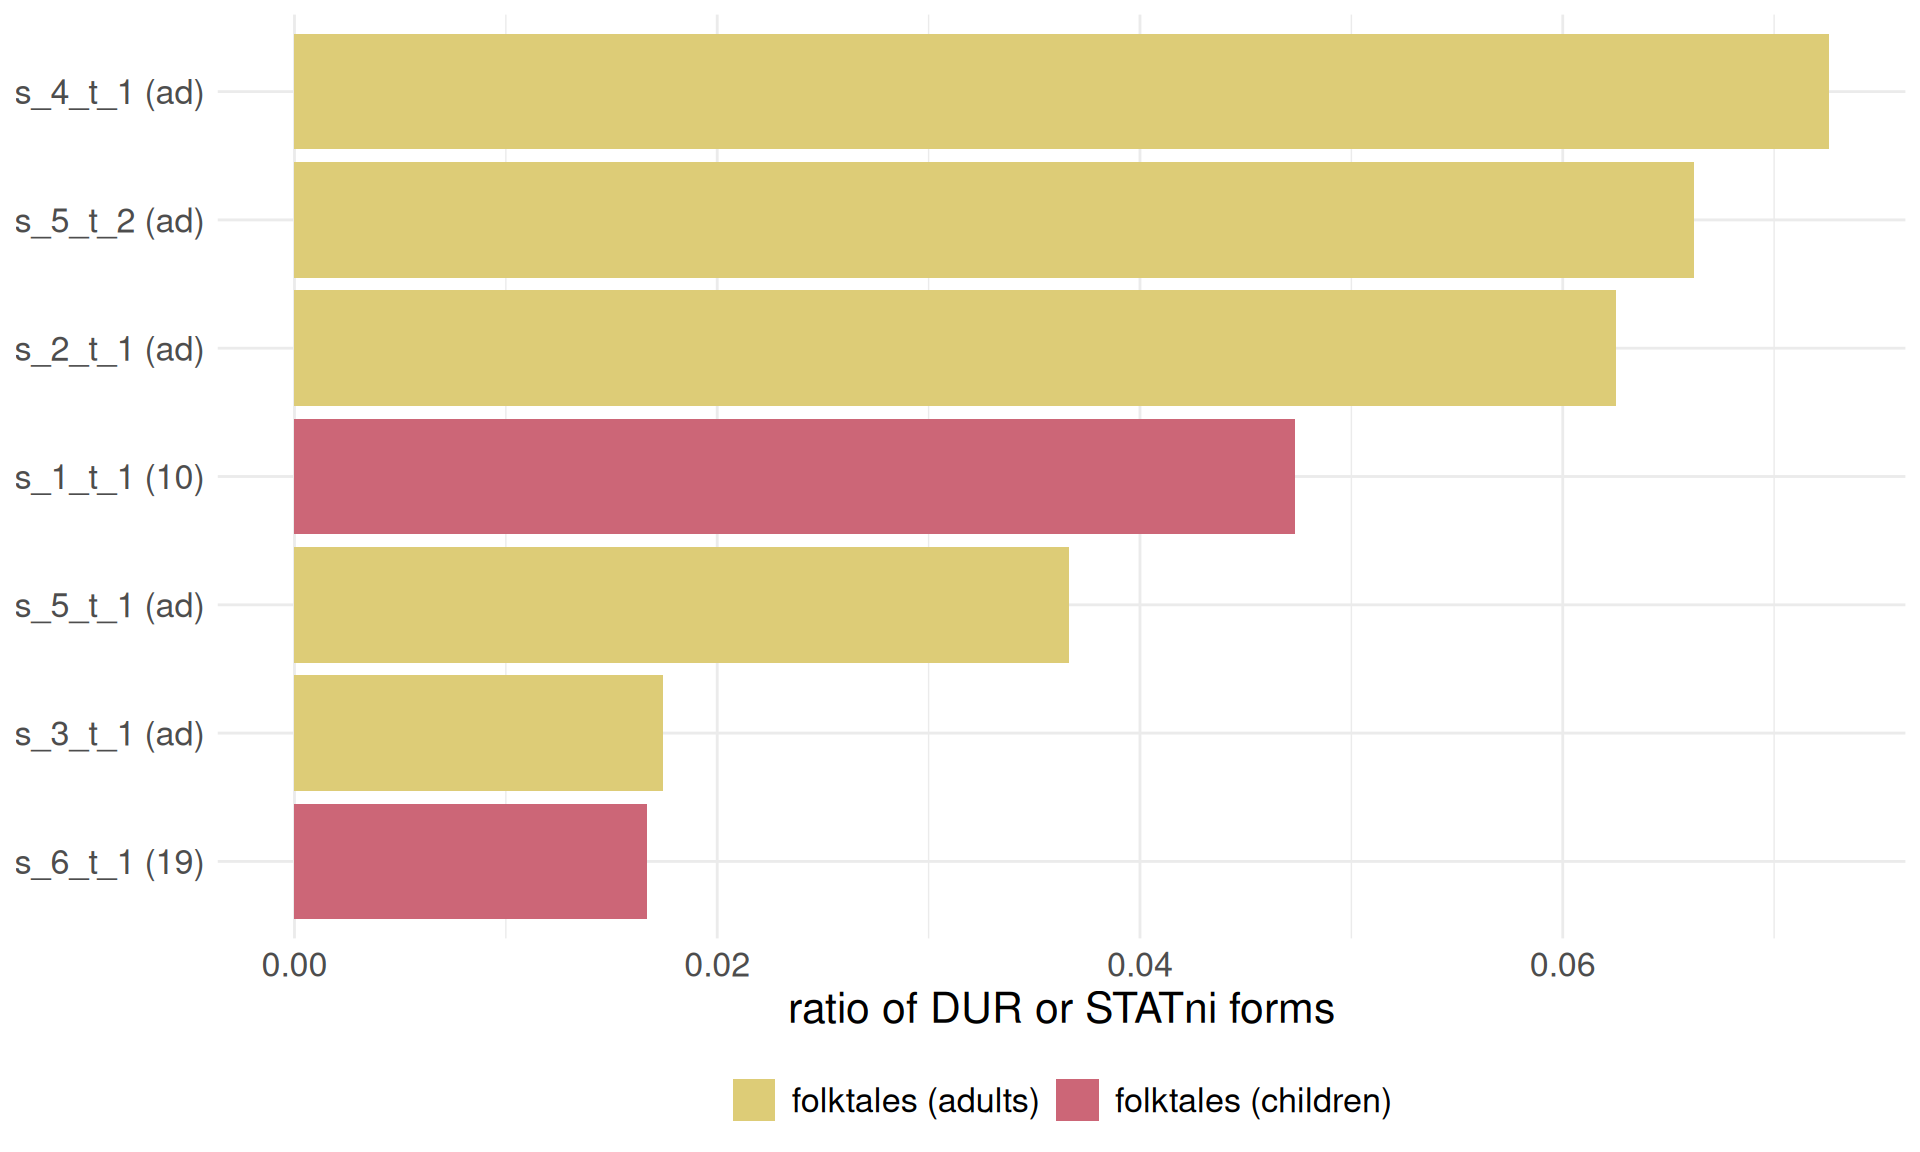 s_4_t_1 (ad)
s_5_t_2 (ad)
s_2_t_1 (ad)
s_1_t_1 (10)
s_5_t_1 (ad)
s_3_t_1 (ad)
s_6_t_1 (19)
0.00 0.02 0.04 0.06
ratio of DUR or STATni forms
folktales (adults) folktales (children)